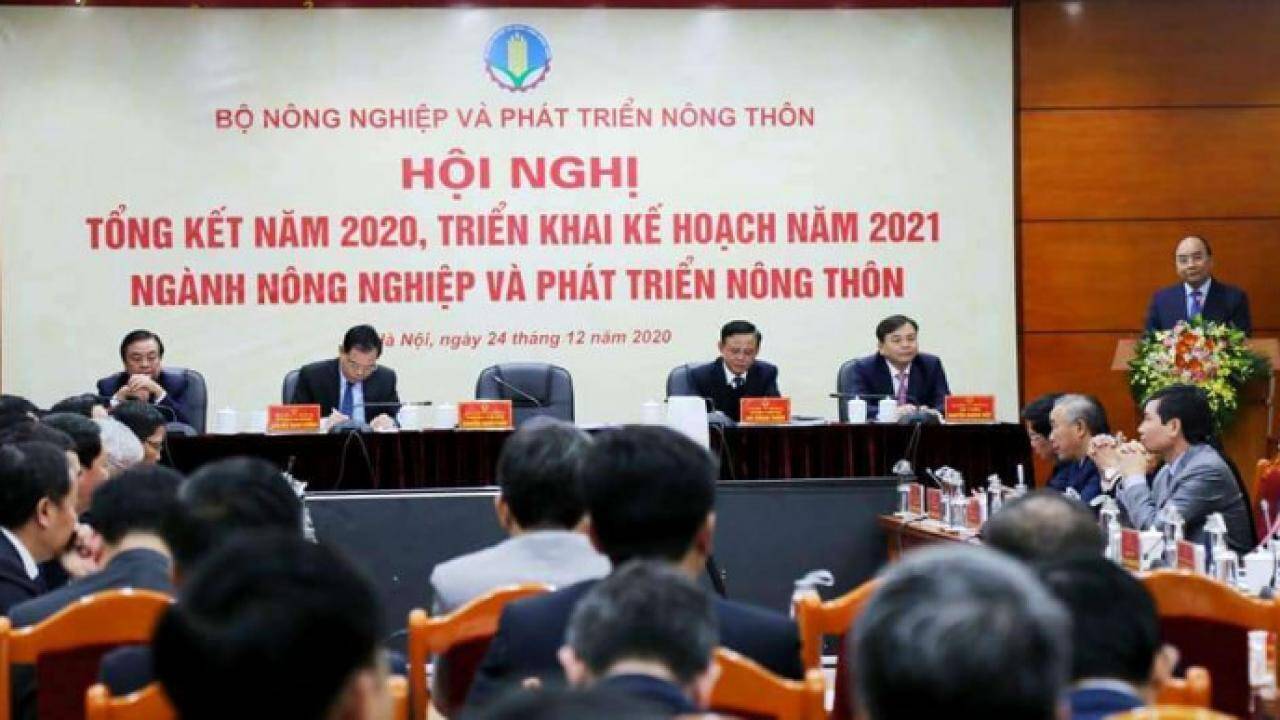 BỘ NÔNG NGHIỆP VÀ PHÁT TRIỂN NÔNG THÔN
HỘI NGHỊ
TỔNG KẾT NĂM 2020, TRIỂN KHAI KẾ HOẠCH NĂM 2021
NGÀNH NÔNG NGHIỆP VÀ PHÁT TRIỂN NÔNG THÔN
Nội, ngày 24 tháng 12 năm 2020